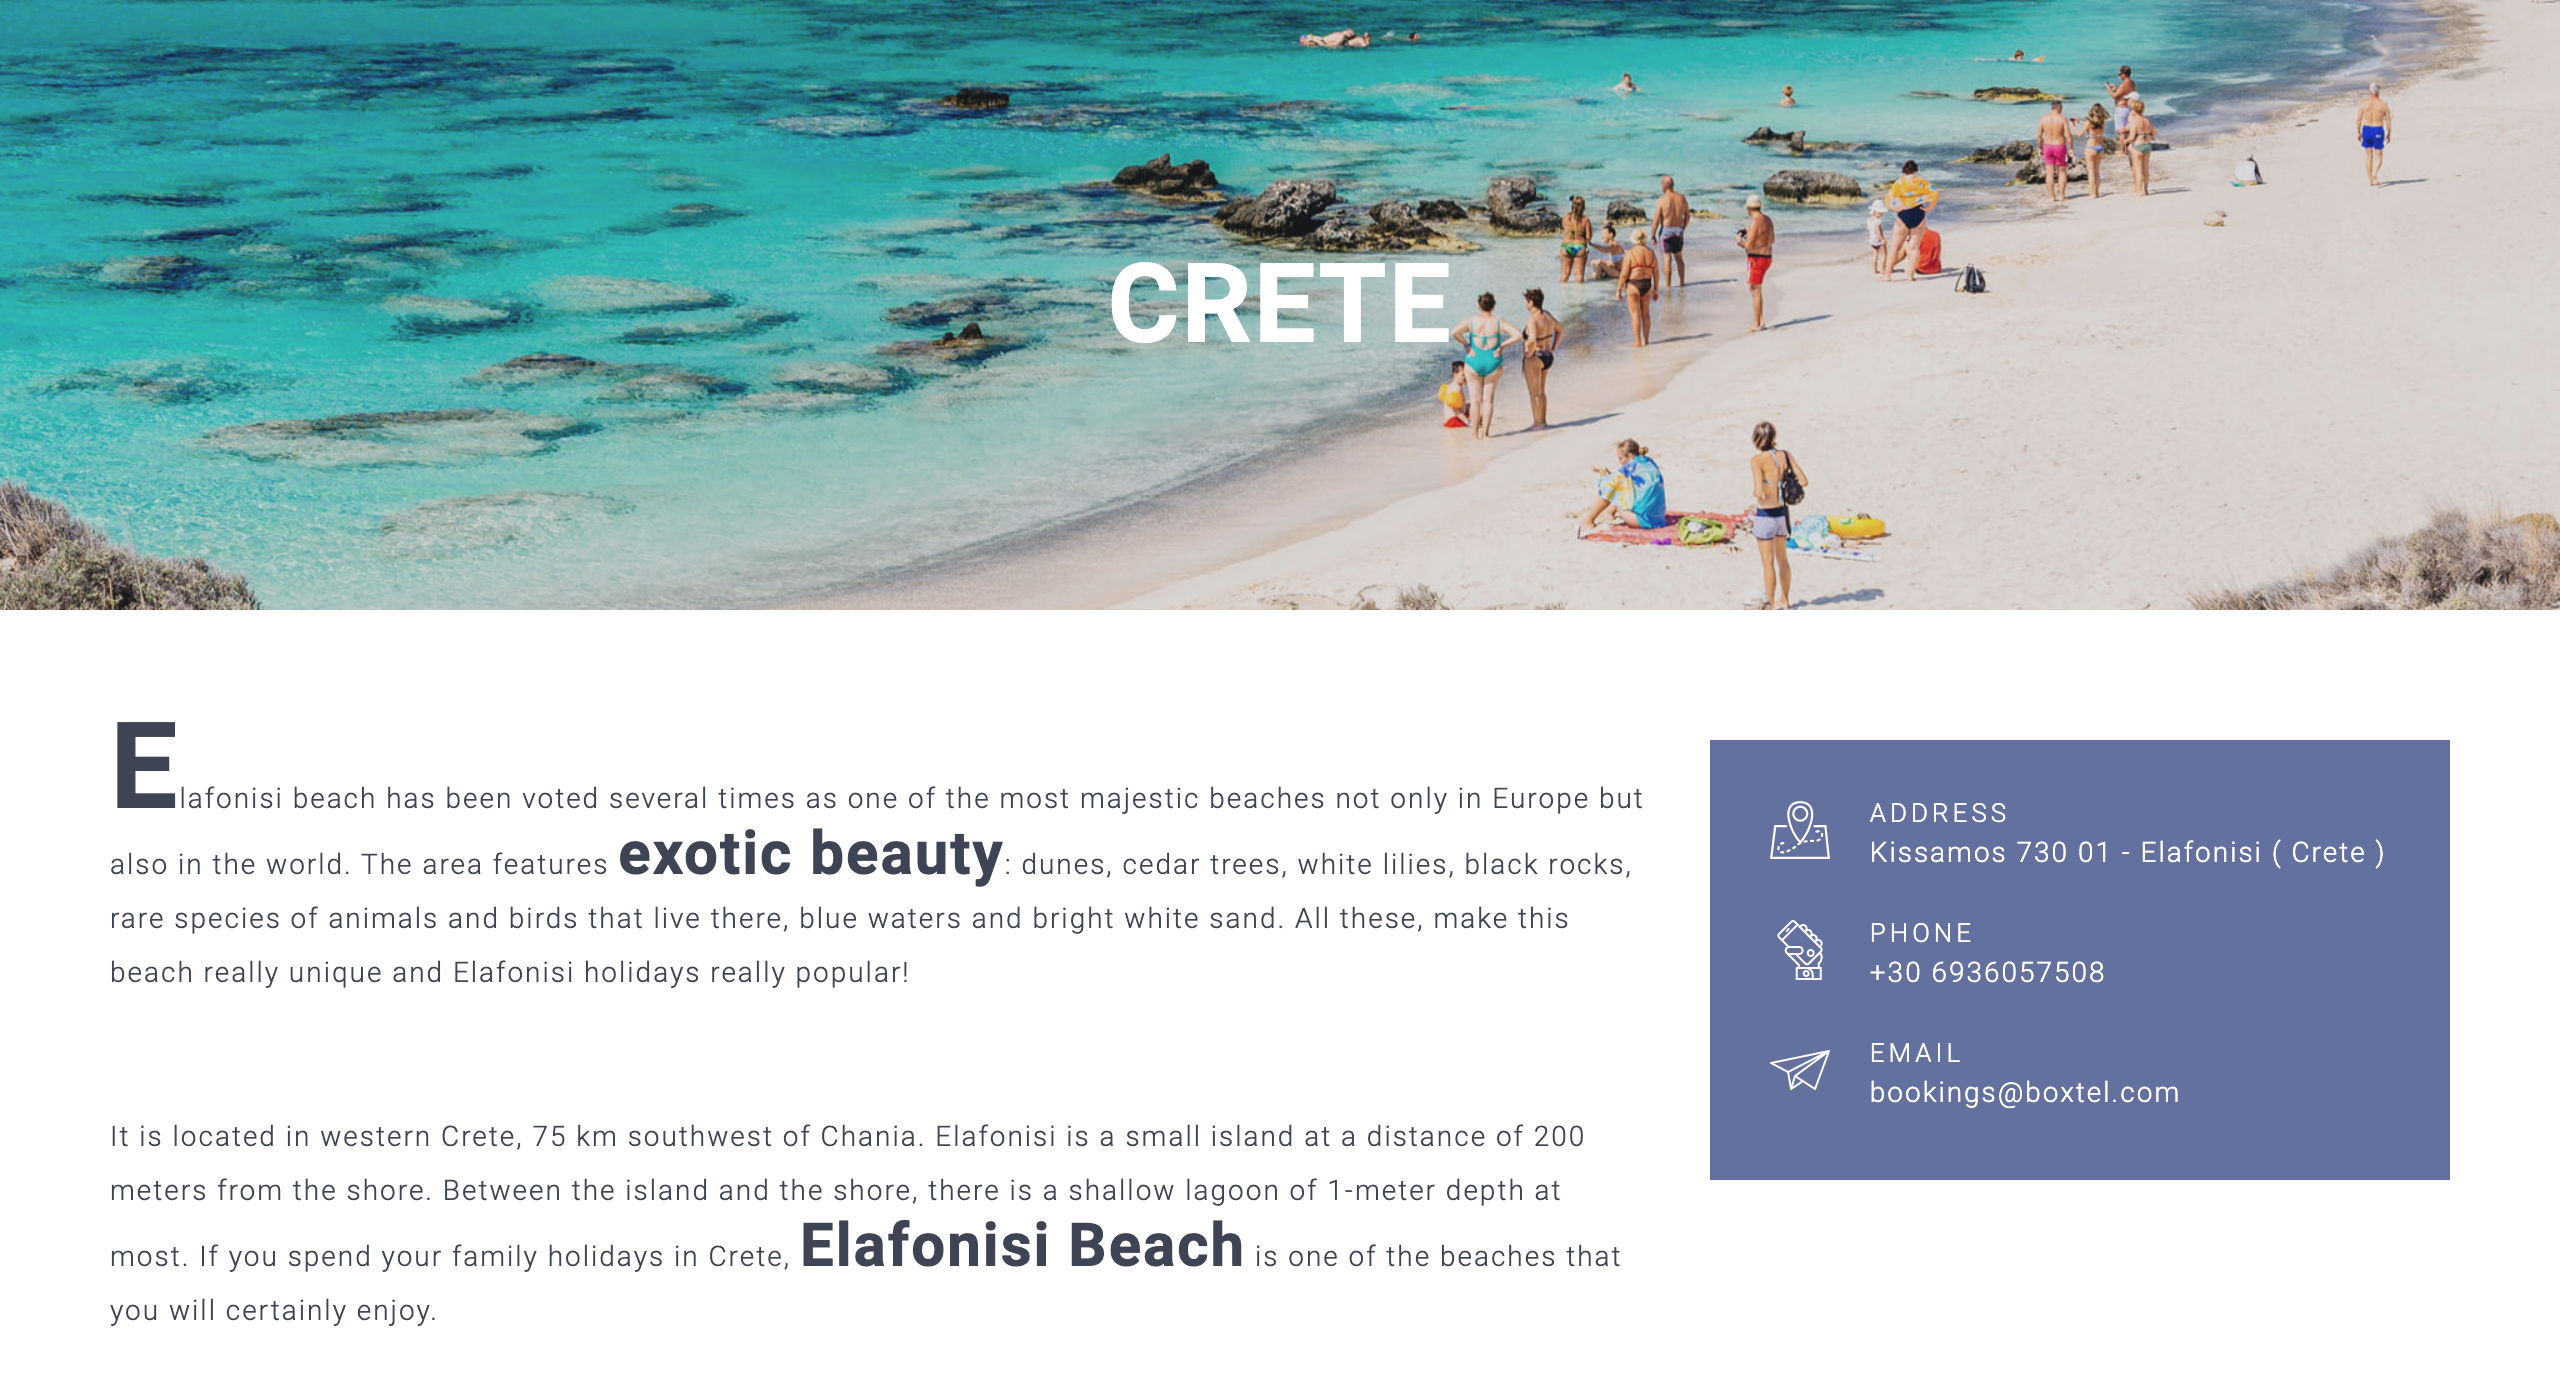 CRETE
Elafonisi beach has been voted several times as one of the most majestic beaches not only in Europe but
also in the world. The area features exotic beauty: dunes, cedar trees, white lilies, black rocks,
rare species of animals and birds that live there, blue waters and bright white sand. All these, make this
beach really unique and Elafonisi holidays really popular!
It is located in western Crete, 75 km southwest of Chania. Elafonisi is a small island at a distance of 200
meters from the shore. Between the island and the shore, there is a shallow lagoon of 1-meter depth at
most. If you spend your family holidays in Crete, Elafonisi Beach is one of the beaches that
you will certainly enjoy.
ADDRESS
Kissamos 730 01 - Elafonisi ( Crete )
PHONE
+30 6936057508
EMAIL
bookings@boxtel.com